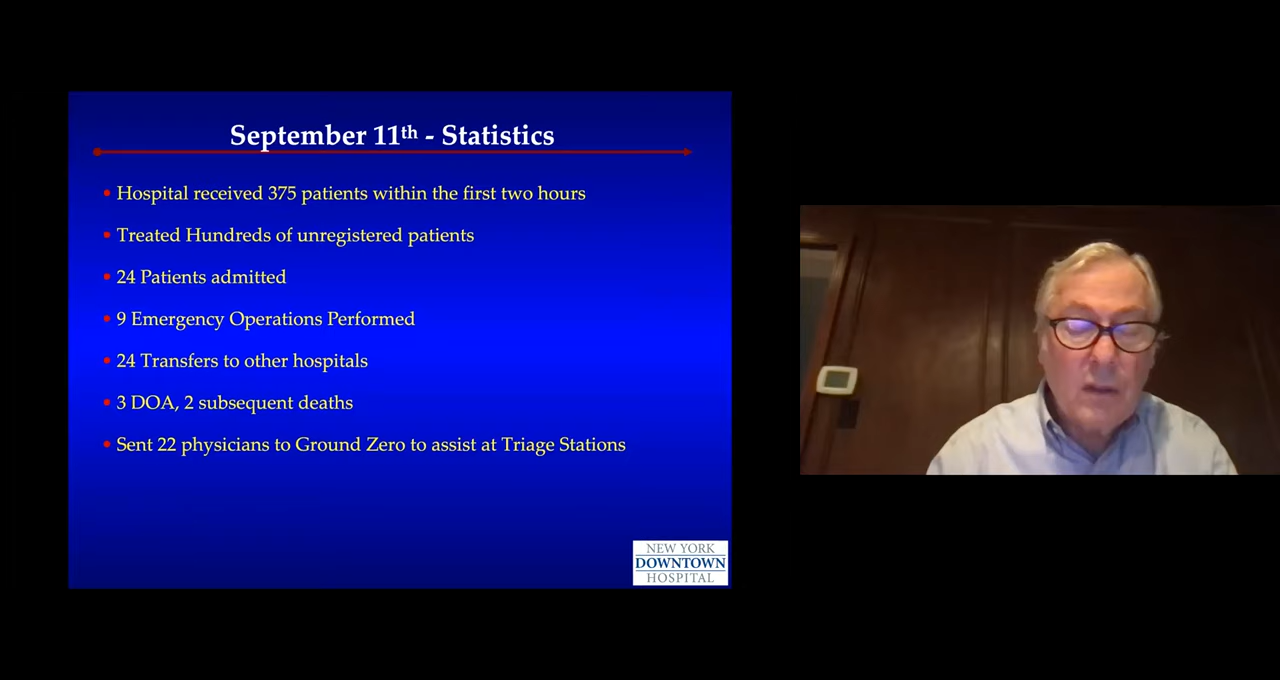 September 11th - Statistics
• Hospital received 375 patients within the first two hours
• Treated Hundreds of unregistered patients
• 24 Patients admitted
• 9 Emergency Operations Performed
• 24 Transfers to other hospitals
• 3 DOA, 2 subsequent deaths
• Sent 22 physicians to Ground Zero to assist at Triage Stations
NEW YORK
DOWNTOWN
HOSPITAL